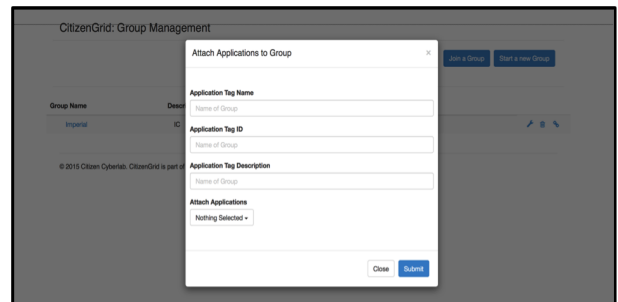 CitizenGrid: Group Management
Attach Applications to Group ×
Join a Group Start a new Group
Application Tag Name
Name of Group
Group Name Descr
Imperial IC
Application Tag ID
Name of Group
© 2015 Citizen Cyberlab. CitizenGrid is part of
Application Tag Description
Name of Group
Attach Applications
Nothing Selected
Close Submit